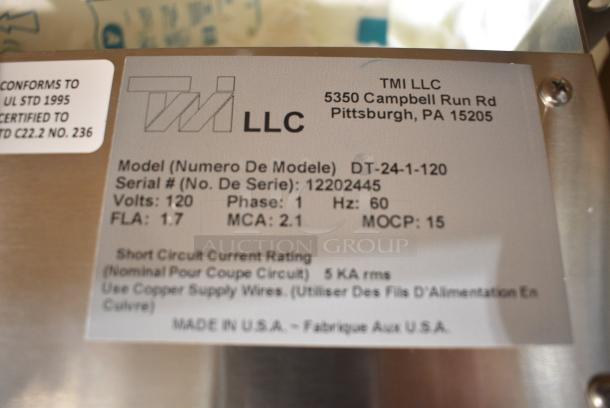 CONFORMS TO
UL STD 1995
CERTIFIED TO
TD C22.2 NO. 236
TMI LLC
TMI LLC
5350 Campbell Run Rd
Pittsburgh, PA 15205
Model (Numero De Modele) DT-24-1-120
Serial # (No. De Serie): 12202445
Volts: 120 Phase: 1 Hz: 60
FLA: 1.7 MCA: 2.1 MOCP: 15
AUCTION GROUP
Short Circuit Current Rating
(Nominal Pour Coupe Circuit) 5 KA rms
Use Copper Supply Wires. (Utiliser Des Fils D'Alimentation En
Cuivre)
MADE IN U.S.A. ~ Fabrique Aux U.S.A.